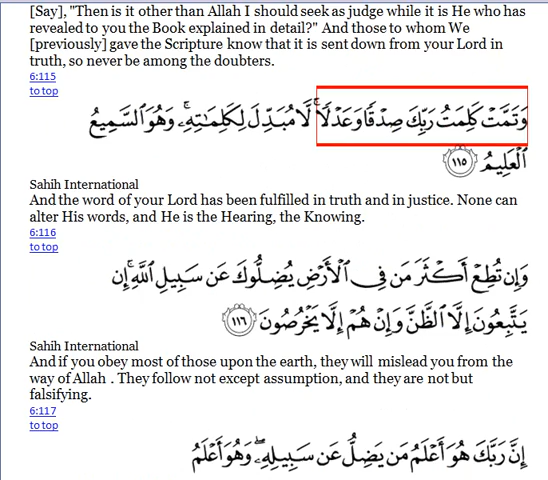 [Say], "Then is it other than Allah I should seek as judge while it is He who has
revealed to you the Book explained in detail?" And those to whom We
[previously] gave the Scripture know that it is sent down from your Lord in
truth, so never be among the doubters.
6:115
to top
وَتَمَّتْ كَلِمَتُ رَبِّكَ صِدْقًا وَعَدْلًا ۚ لَّا مُبَدِّلَ لِكَلِمَٰتِهِۦ ۚ وَهُوَ ٱلسَّمِيعُ
ٱلْعَلِيمُ ١١٥
Sahih International
And the word of your Lord has been fulfilled in truth and in justice. None can
alter His words, and He is the Hearing, the Knowing.
6:116
to top
وَإِن تُطِعْ أَكْثَرَ مَن فِى ٱلْأَرْضِ يُضِلُّوكَ عَن سَبِيلِ ٱللَّهِ ۚ إِن
يَتَّبِعُونَ إِلَّا ٱلظَّنَّ وَإِنْ هُمْ إِلَّا يَخْرُصُونَ ١١٦
Sahih International
And if you obey most of those upon the earth, they will mislead you from the
way of Allah . They follow not except assumption, and they are not but
falsifying.
6:117
to top
إِنَّ رَبَّكَ هُوَ أَعْلَمُ مَن يَضِلُّ عَن سَبِيلِهِۦ ۖ وَهُوَ أَعْلَمُ